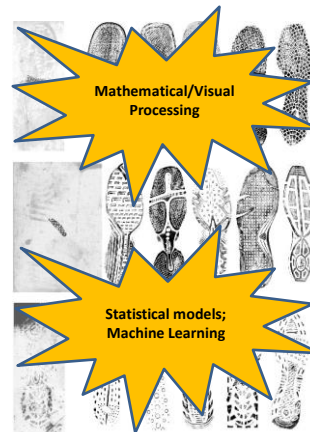 Mathematical/Visual
Processing
Statistical models;
Machine Learning